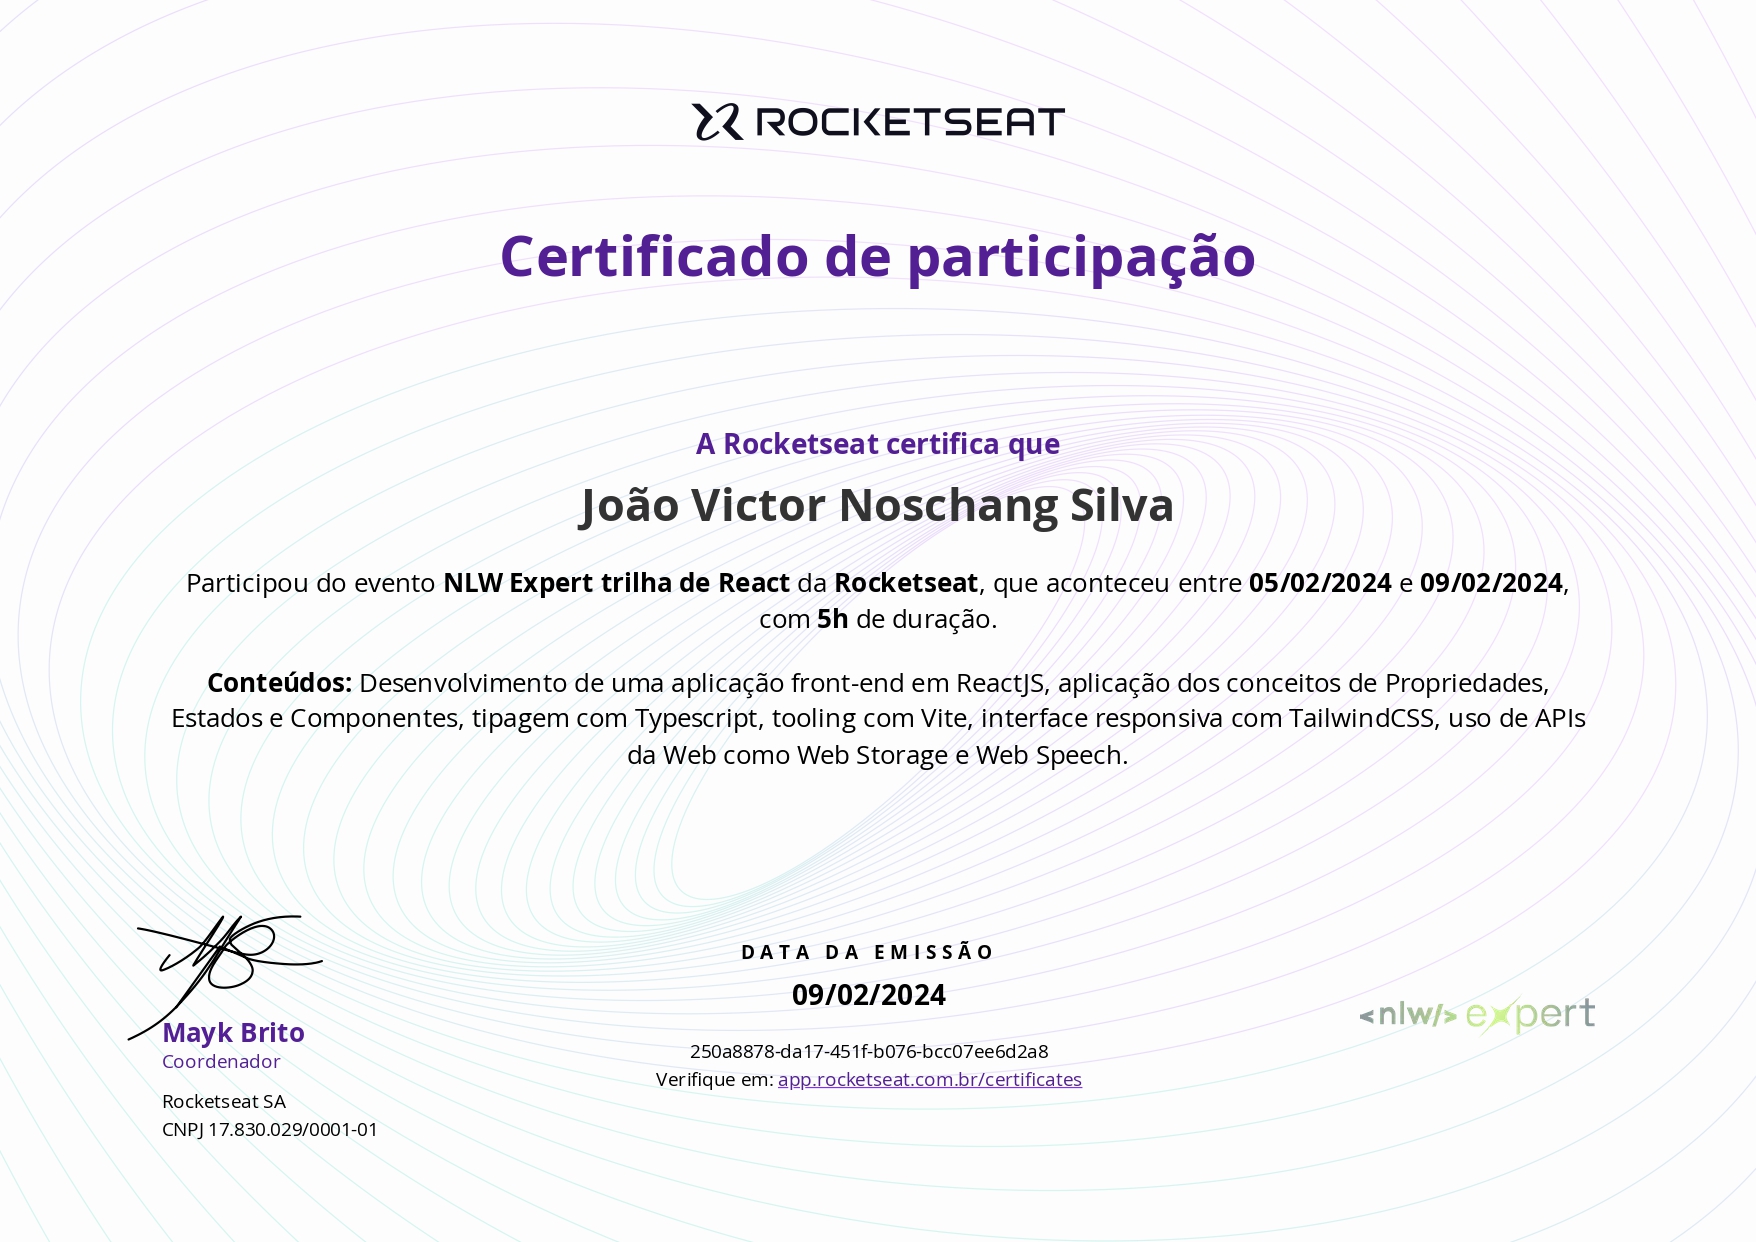 ROCKETSEAT
Certificado de participação
A Rocketseat certifica que
João Victor Noschang Silva
Participou do evento NLW Expert trilha de React da Rocketseat, que aconteceu entre 05/02/2024 e 09/02/2024,
com 5h de duração.
Conteúdos: Desenvolvimento de uma aplicação front-end em ReactJS, aplicação dos conceitos de Propriedades,
Estados e Componentes, tipagem com Typescript, tooling com Vite, interface responsiva com TailwindCSS, uso de APIs
da Web como Web Storage e Web Speech.
Mayk Brito
Coordenador
Rocketseat SA
CNPJ 17.830.029/0001-01
DATA DA EMISSÃO
09/02/2024
250a8878-da17-451f-b076-bcc07ee6d2a8
Verifique em: app.rocketseat.com.br/certificates
<nlw/> expert